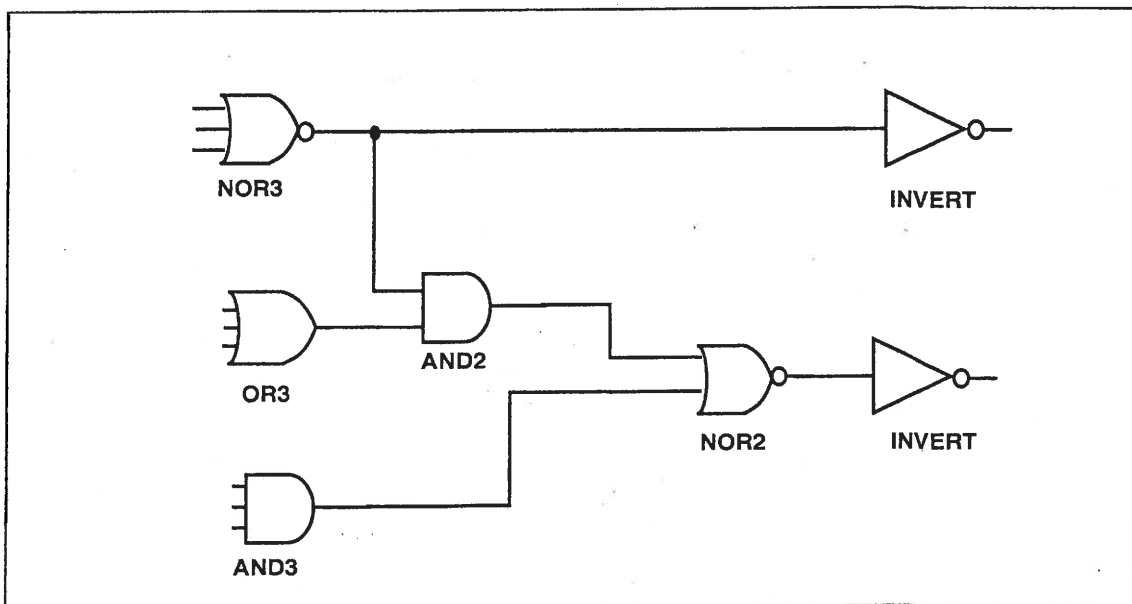 NOR3
INVERT
AND2
OR3
NOR2
INVERT
AND3